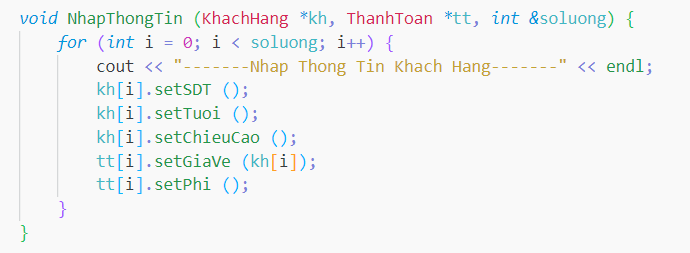 void NhapThongTin (KhachHang *kh, ThanhToan *tt, int &soluong) {
    for (int i = 0; i < soluong; i++) {
        cout << "-------Nhap Thong Tin Khach Hang-------" << endl;
        kh[i].setSDT ();
        kh[i].setTuoi ();
        kh[i].setChieuCao ();
        tt[i].setGiaVe (kh[i]);
        tt[i].setPhi ();
    }
}